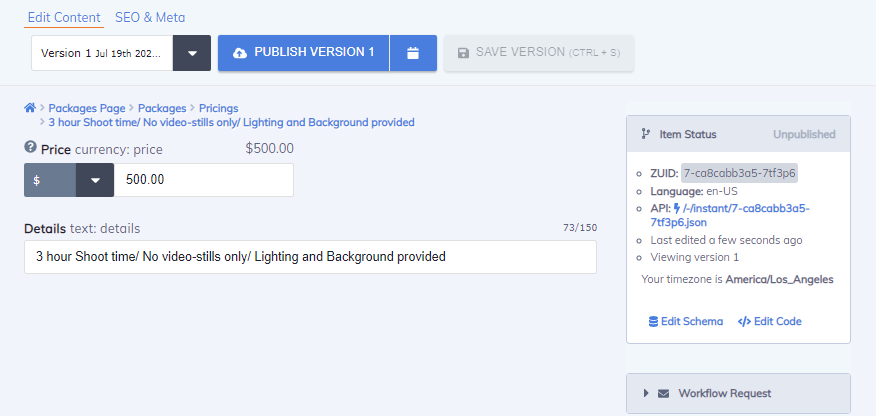 Edit Content SEO & Meta
Version 1 Jul 19th 202... PUBLISH VERSION 1 SAVE VERSION (CTRL + S)
Packages Page > Packages > Pricings
> 3 hour Shoot time/ No video-stills only/ Lighting and Background provided
Price currency: price $500.00
$ 500.00
Details text: details 73/150
3 hour Shoot time/ No video-stills only/ Lighting and Background provided
Item Status Unpublished
ZUID: 7-ca8cabb3a5-7tf3p6
Language: en-US
API: /-/instant/7-ca8cabb3a5-
7tf3p6.json
Last edited a few seconds ago
Viewing version 1
Your timezone is America/Los_Angeles
Edit Schema </> Edit Code
Workflow Request